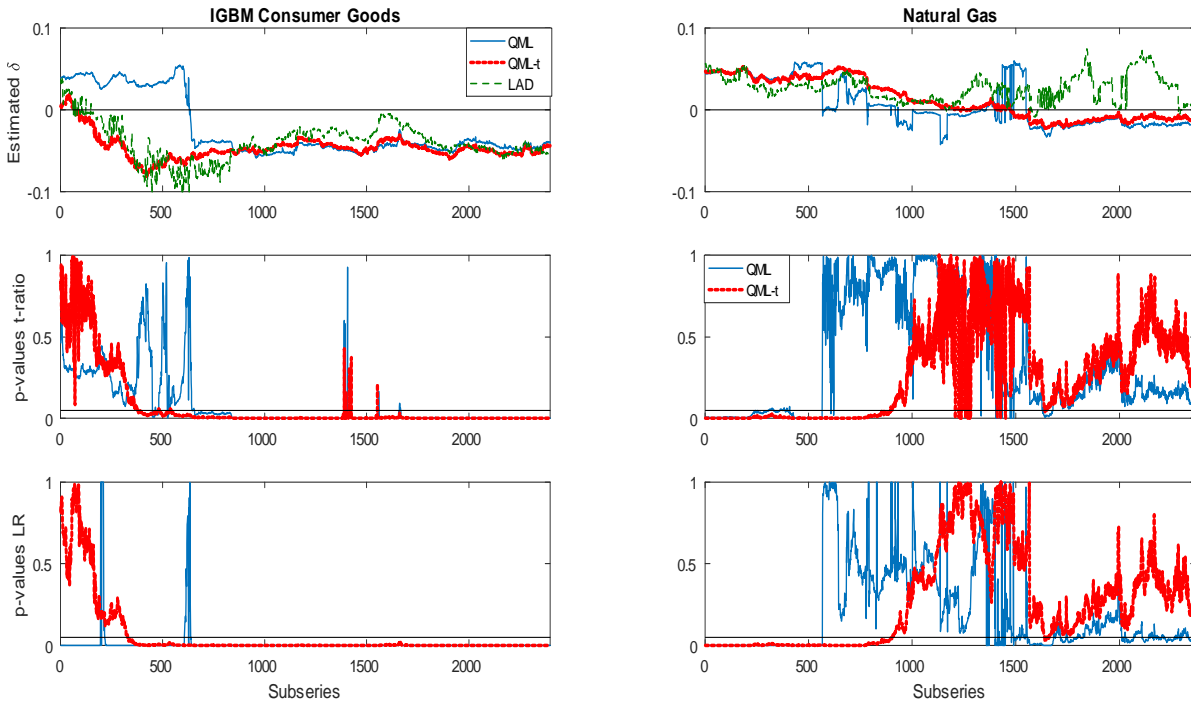 IGBM Consumer Goods
Estimated δ
0.1
0
-0.1
QML
QML-t
LAD
0 500 1000 1500 2000
Natural Gas
0.1
0
-0.1
0 500 1000 1500 2000
p-values t-ratio
1
0.5
0
0 500 1000 1500 2000
1
0.5
0
QML
QML-t
0 500 1000 1500 2000
p-values LR
1
0.5
0
0 500 1000 1500 2000
Subseries
1
0.5
0
0 500 1000 1500 2000
Subseries